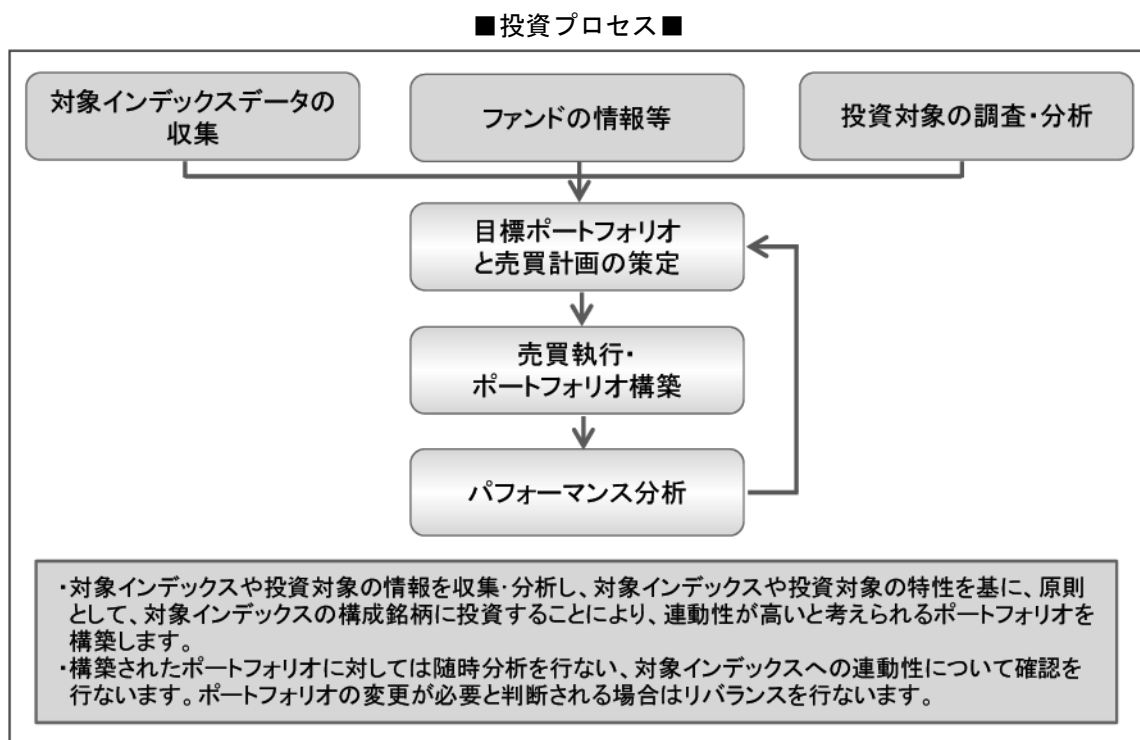 ■投資プロセス■
対象インデックスデータの
収集
ファンドの情報等
投資対象の調査・分析
目標ポートフォリオ
と売買計画の策定
売買執行・
ポートフォリオ構築
パフォーマンス分析
・対象インデックスや投資対象の情報を収集・分析し、対象インデックスや投資対象の特性を基に、原則
として、対象インデックスの構成銘柄に投資することにより、連動性が高いと考えられるポートフォリオを
構築します。
・構築されたポートフォリオに対しては随時分析を行ない、対象インデックスへの連動性について確認を
行ないます。ポートフォリオの変更が必要と判断される場合はリバランスを行ないます。